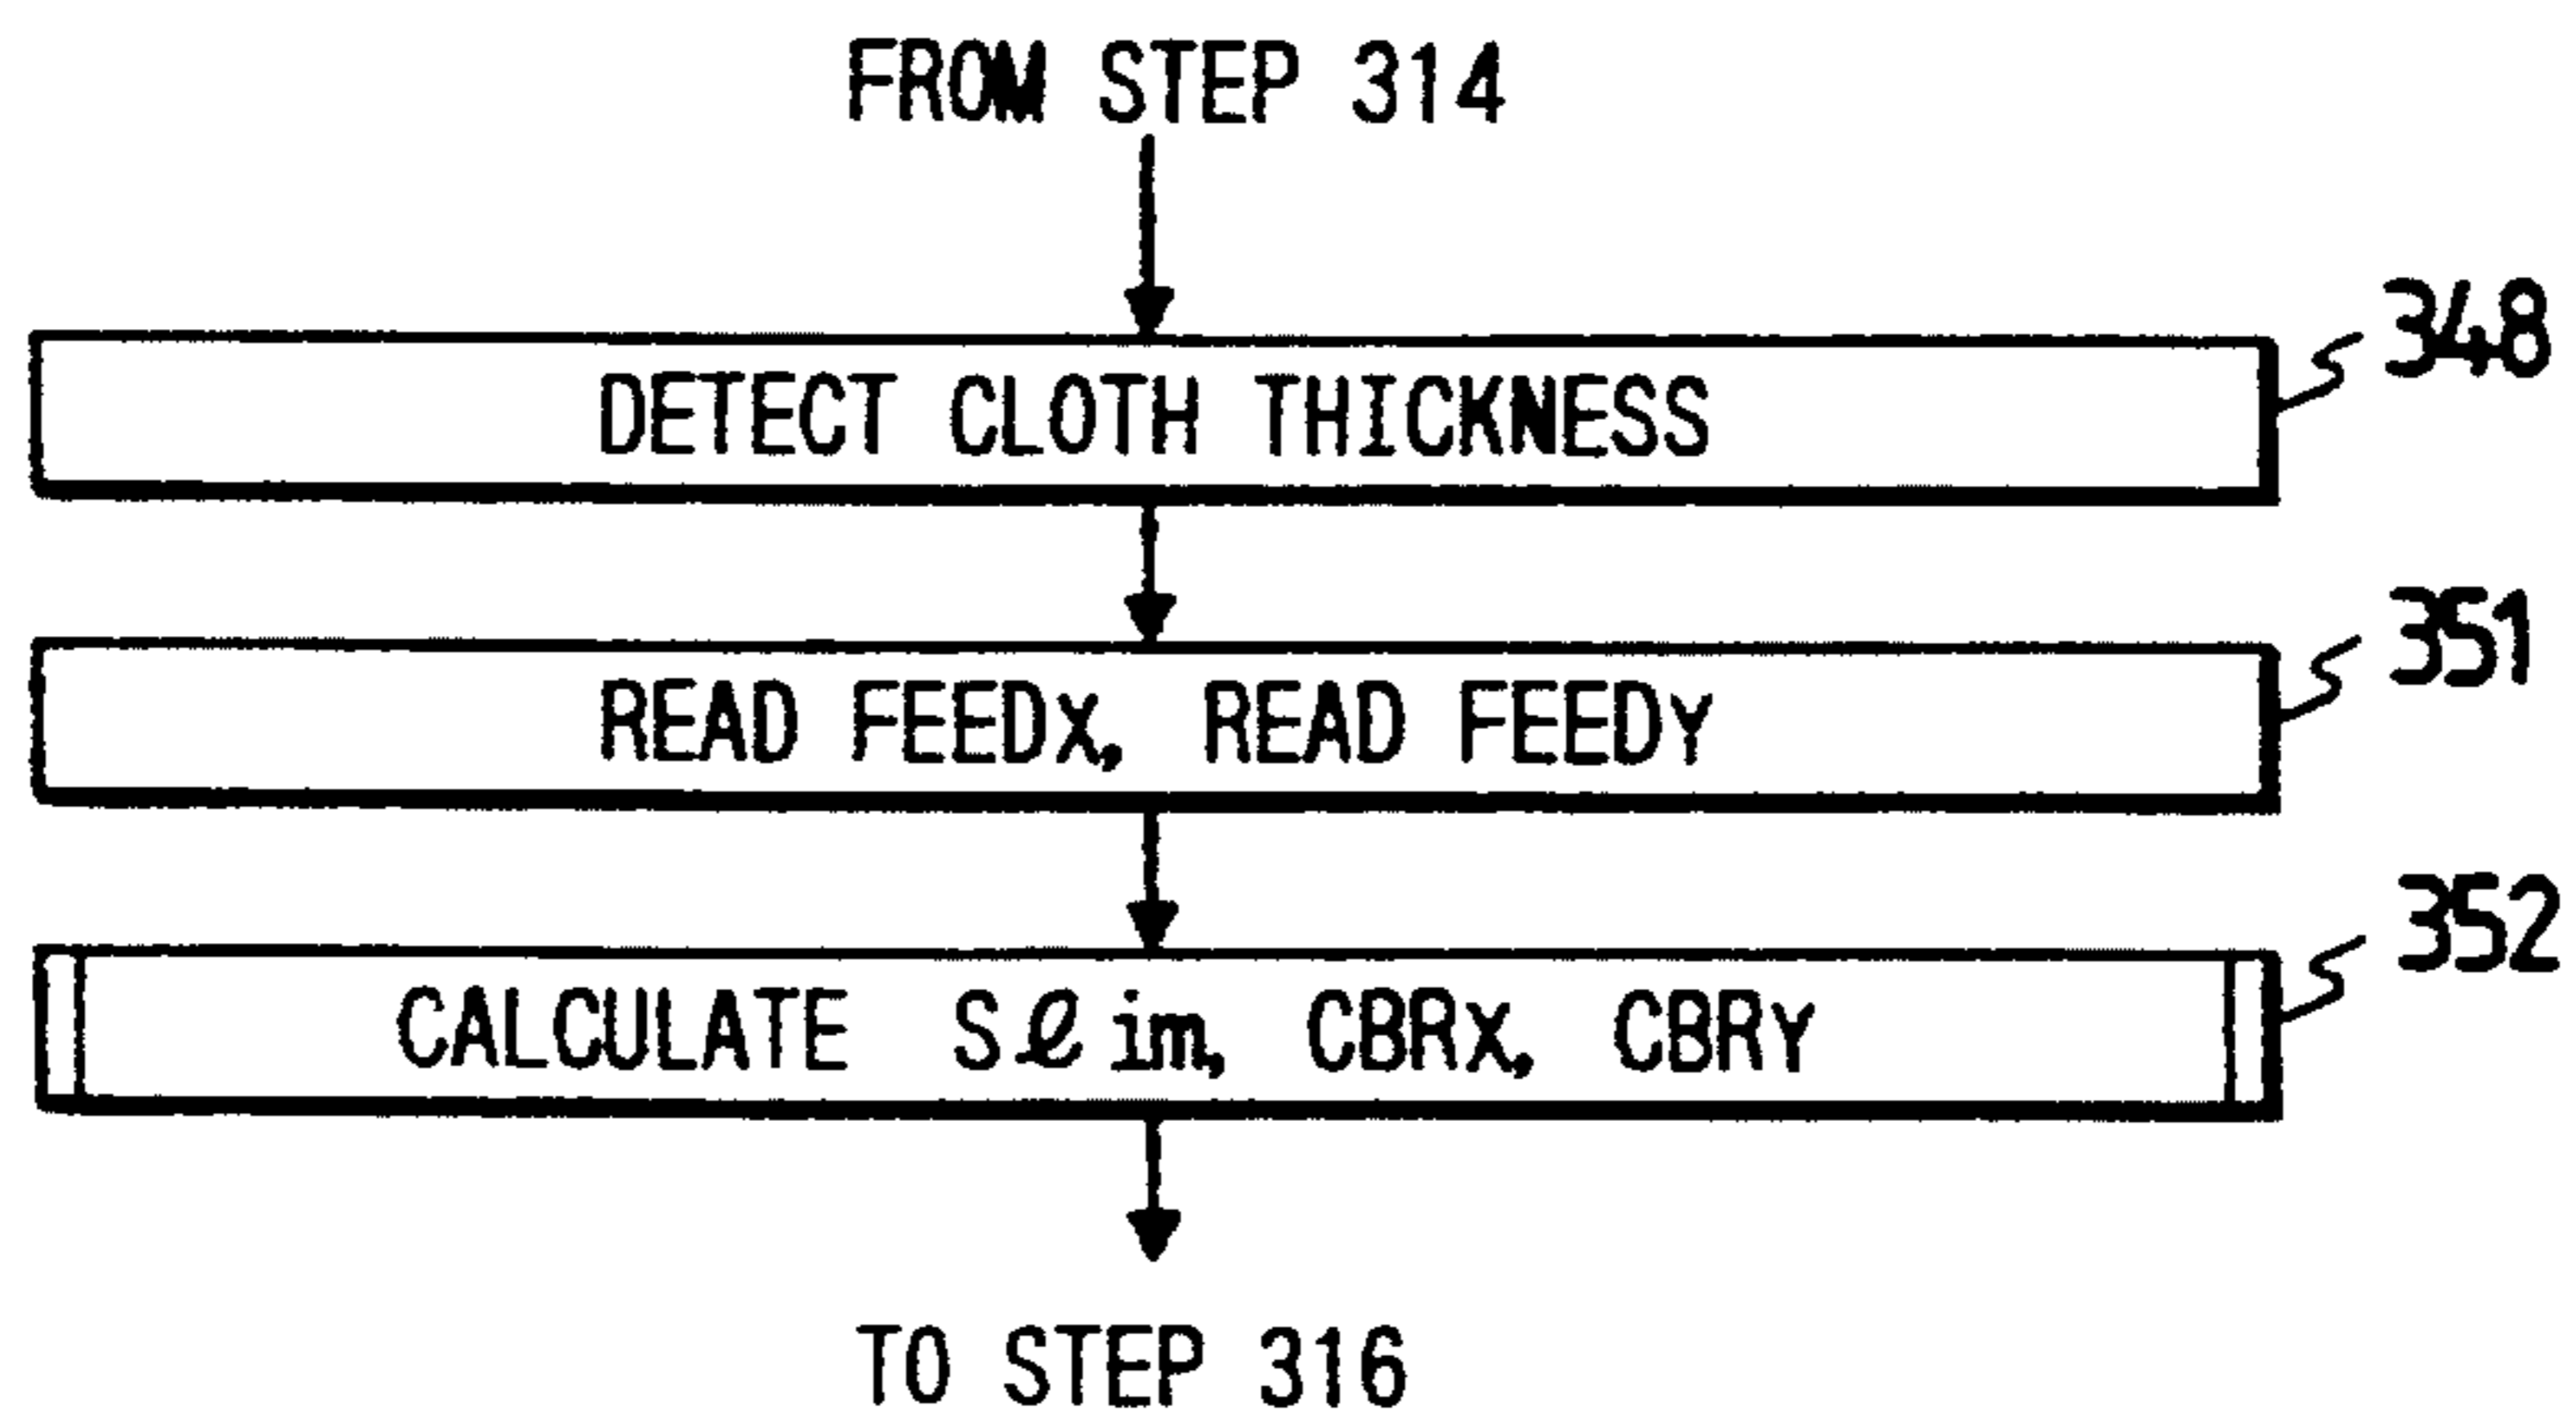 FROM STEP 314
348
DETECT CLOTH THICKNESS
351
READ FEEDX, READ FEEDY
352
CALCULATE Sℓim, CBRX, CBRY
TO STEP 316